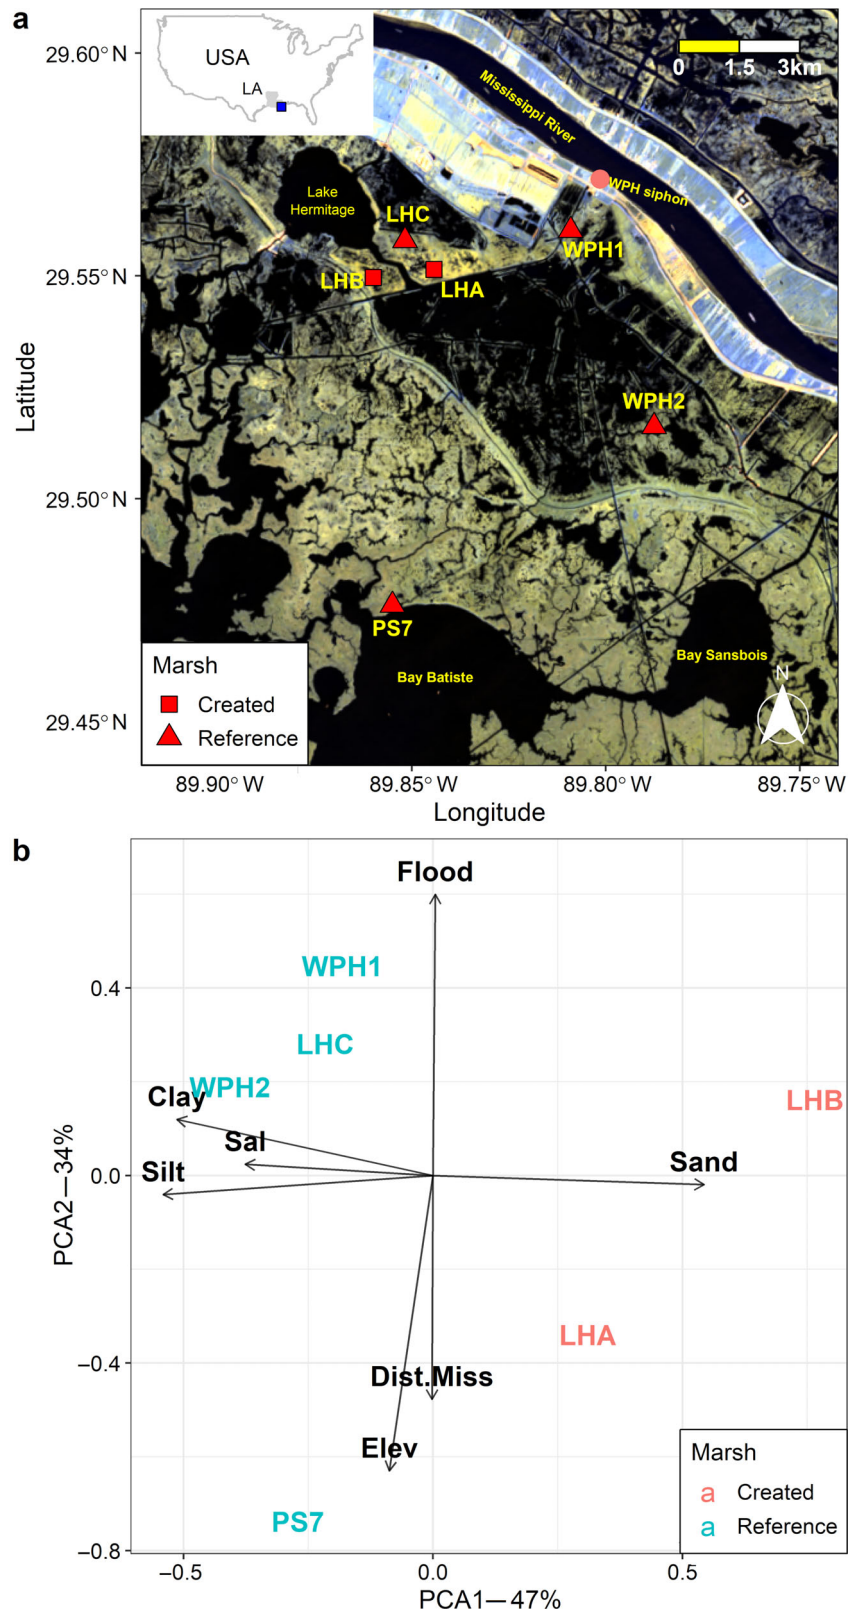 a
USA
LA
29.60° N
29.55° N
29.50° N
29.45° N
Latitude
0 1.5 3km
Mississippi River
WPH siphon
Lake
Hermitage
LHC
WPH1
LHB
LHA
WPH2
PS7
Bay Batiste
Bay Sansbois
N
Marsh
Created
Reference
89.90° W 89.85° W 89.80° W 89.75° W
Longitude
b
Flood
WPH1
0.4
LHC
WPH2
Clay
LHB
Sal
Silt
Sand
0.0
PCA2—34%
LHA
–0.4
Dist.Miss
Elev
PS7
–0.8
Marsh
a Created
a Reference
–0.5 0.0 0.5
PCA1—47%